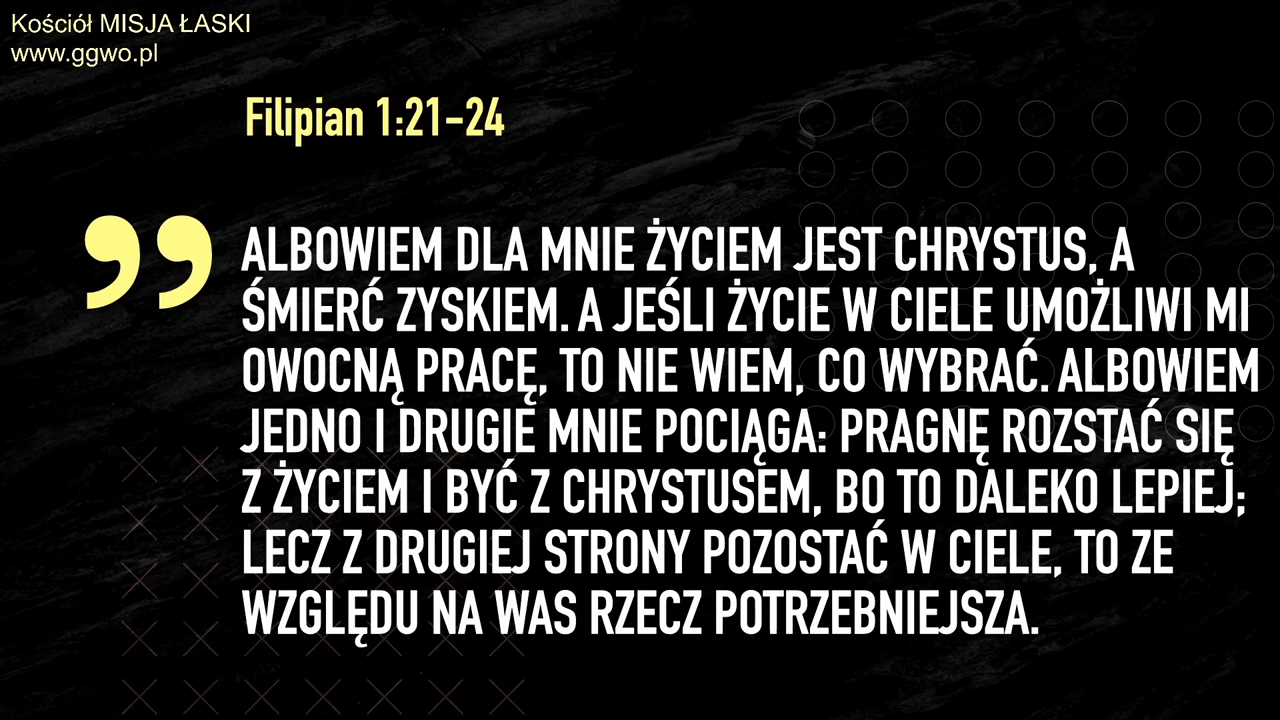 Kościół MISJA ŁASKI
www.ggwo.pl
Filipian 1:21-24
”
ALBOWIEM DLA MNIE ŻYCIEM JEST CHRYSTUS, A
ŚMIERĆ ZYSKIEM. A JEŚLI ŻYCIE W CIELE UMOŻLIWI MI
OWOCNĄ PRACĘ, TO NIE WIEM, CO WYBRAĆ. ALBOWIEM
JEDNO I DRUGIE MNIE POCIĄGA: PRAGNĘ ROZSTAĆ SIĘ
Z ŻYCIEM I BYĆ Z CHRYSTUSEM, BO TO DALEKO LEPIEJ;
LECZ Z DRUGIEJ STRONY POZOSTAĆ W CIELE, TO ZE
WZGLĘDU NA WAS RZECZ POTRZEBNIEJSZA.